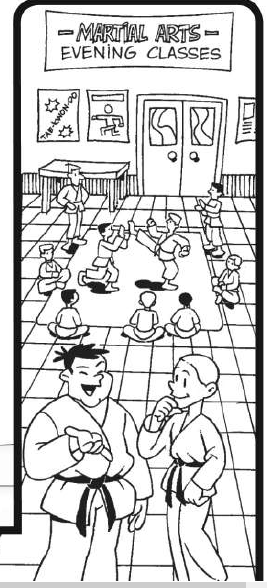 - MARTIAL ARTS -
EVENING CLASSES
TAE-KWON-DO